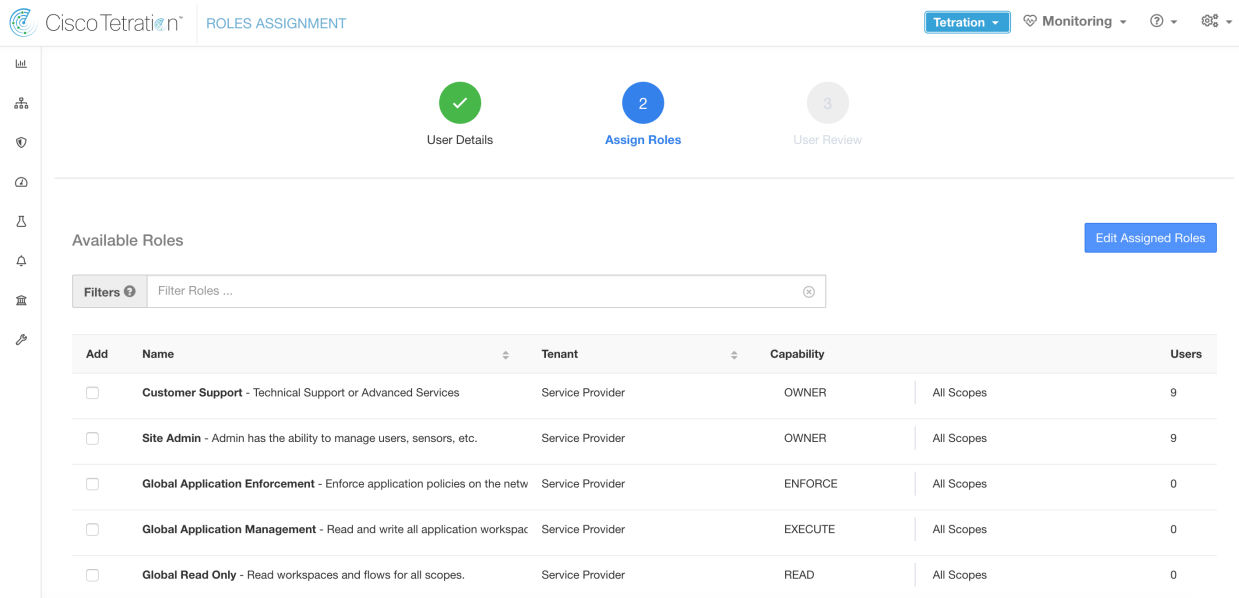 Cisco Tetration™ ROLES ASSIGNMENT Tetration Monitoring
2 3
User Details Assign Roles User Review
Available Roles Edit Assigned Roles
Filters Filter Roles ...
Add Name Tenant Capability Users
Customer Support - Technical Support or Advanced Services Service Provider OWNER All Scopes 9
Site Admin - Admin has the ability to manage users, sensors, etc. Service Provider OWNER All Scopes 9
Global Application Enforcement - Enforce application policies on the netw Service Provider ENFORCE All Scopes 0
Global Application Management - Read and write all application workspac Service Provider EXECUTE All Scopes 0
Global Read Only - Read workspaces and flows for all scopes. Service Provider READ All Scopes 0